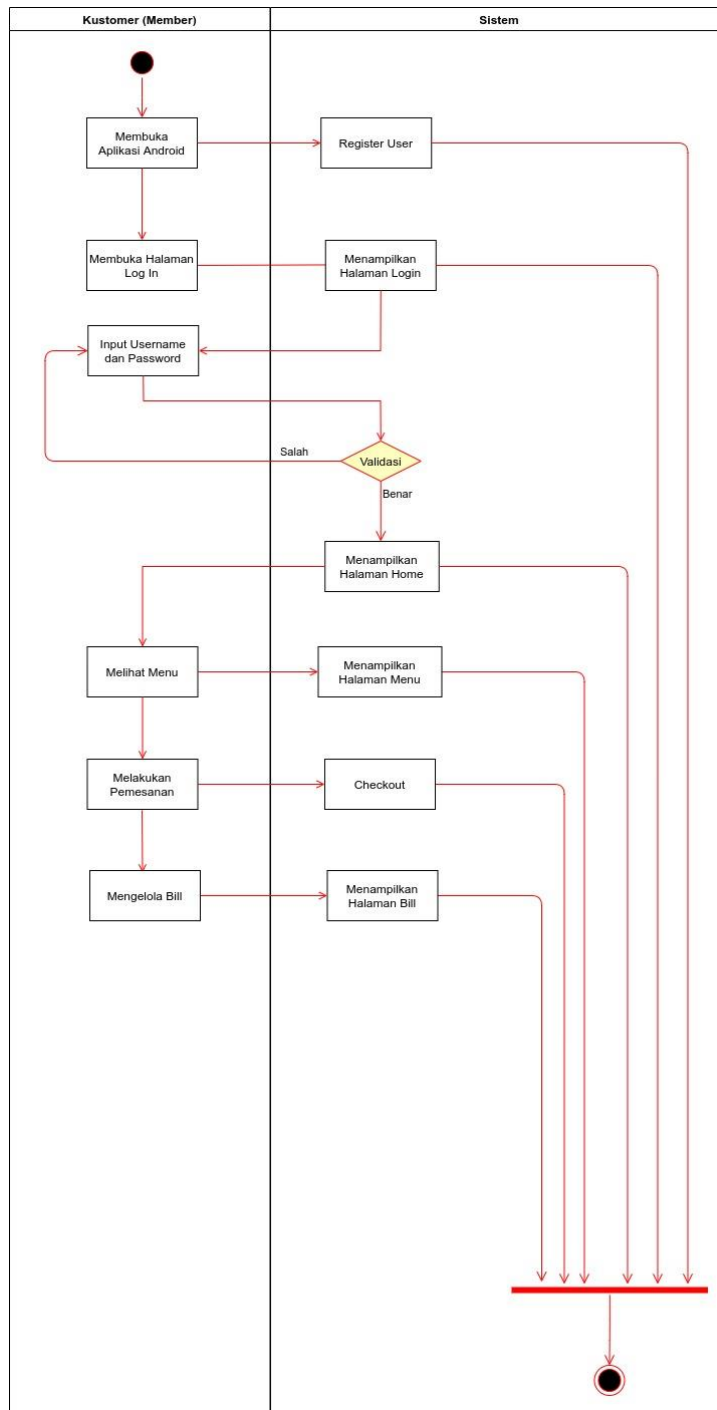 Kustomer (Member)
Sistem
Membuka
Aplikasi Android
Register User
Membuka Halaman
Log In
Menampilkan
Halaman Login
Input Username
dan Password
Salah
Validasi
Benar
Menampilkan
Halaman Home
Melihat Menu
Menampilkan
Halaman Menu
Melakukan
Pemesanan
Checkout
Mengelola Bill
Menampilkan
Halaman Bill